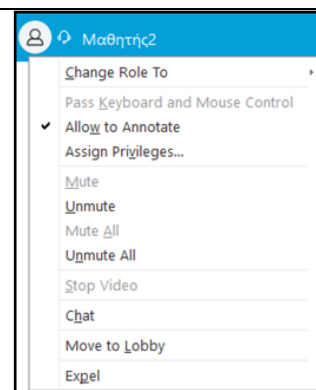 Μαθητής2
Change Role To
Pass Keyboard and Mouse Control
Allow to Annotate
Assign Privileges...
Mute
Unmute
Mute All
Unmute All
Stop Video
Chat
Move to Lobby
Expel